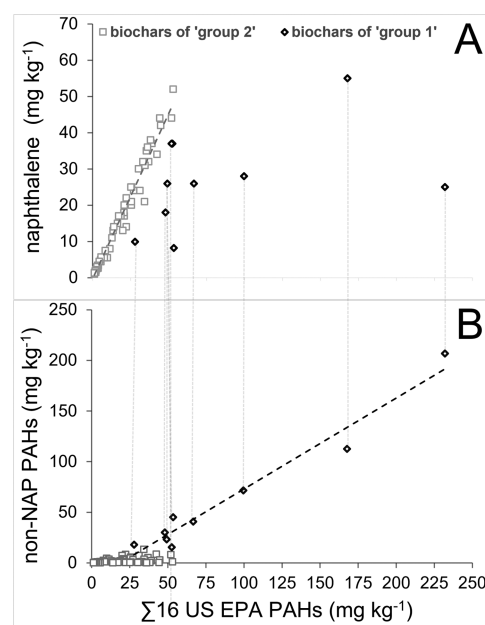 biochars of 'group 2' biochars of 'group 1'
A
naphthalene (mg kg⁻¹)
70
60
50
40
30
20
10
0
B
non-NAP PAHs (mg kg⁻¹)
250
200
150
100
50
0
0 25 50 75 100 125 150 175 200 225 250
∑16 US EPA PAHs (mg kg⁻¹)